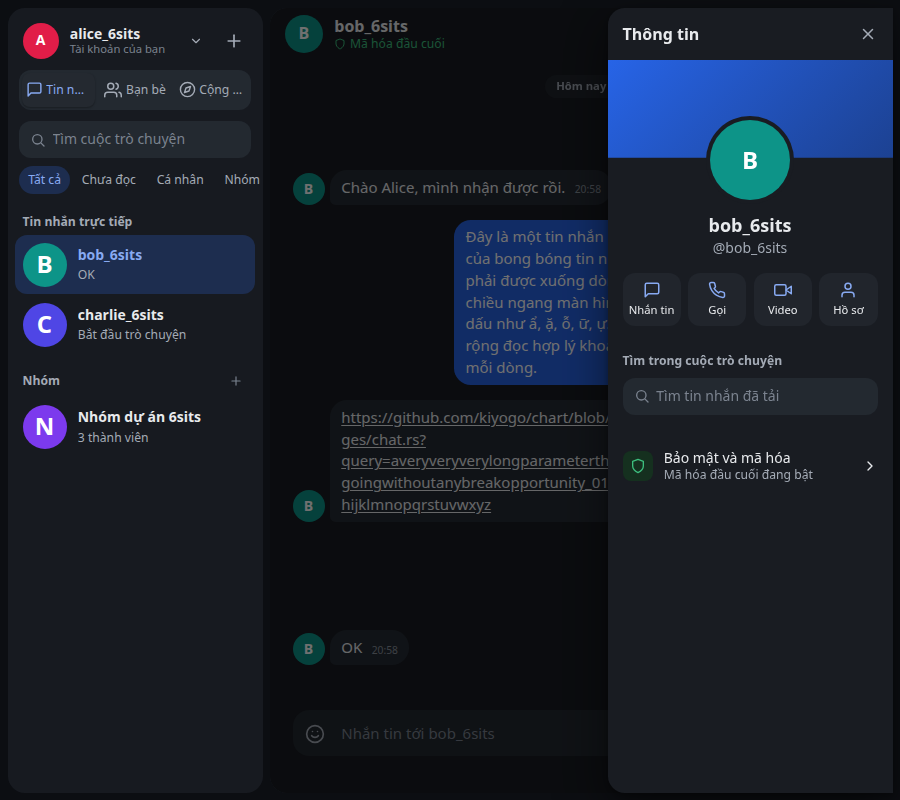 A
alice_6sits
Tài khoản của bạn
Tin n...
Bạn bè
Cộng ...
Tìm cuộc trò chuyện
Tất cả
Chưa đọc
Cá nhân
Nhóm
Tin nhắn trực tiếp
B
bob_6sits
OK
C
charlie_6sits
Bắt đầu trò chuyện
Nhóm
N
Nhóm dự án 6sits
3 thành viên
B
bob_6sits
Mã hóa đầu cuối
Hôm nay
B
Chào Alice, mình nhận được rồi. 20:58
Đây là một tin nhắn
của bong bóng tin n
phải được xuống dò
chiều ngang màn hìn
dấu như ẩ, ặ, ỗ, ữ, ự
rộng đọc hợp lý kho
mỗi dòng.
https://github.com/kiyogo/chart/blob/
ges/chat.rs?
query=averyveryverylongparameterth
goingwithoutanybreakopportunity_01
hijklmnopqrstuvwxyz
B
B
OK 20:58
Nhắn tin tới bob_6sits
Thông tin
B
bob_6sits
@bob_6sits
Nhắn tin
Gọi
Video
Hồ sơ
Tìm trong cuộc trò chuyện
Tìm tin nhắn đã tải
Bảo mật và mã hóa
Mã hóa đầu cuối đang bật